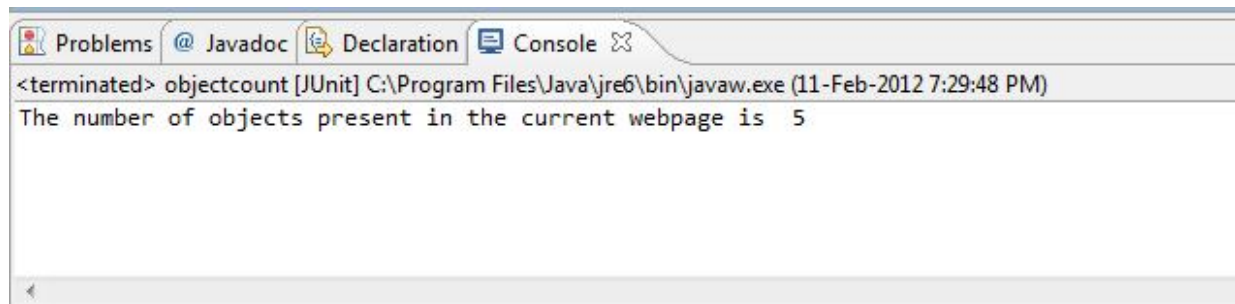 Problems @ Javadoc Declaration Console
<terminated> objectcount [JUnit] C:\Program Files\Java\jre6\bin\javaw.exe (11-Feb-2012 7:29:48 PM)
The number of objects present in the current webpage is  5